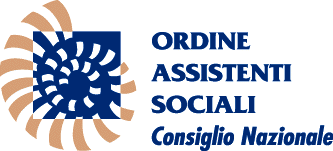 ORDINE
ASSISTENTI
SOCIALI
Consiglio Nazionale